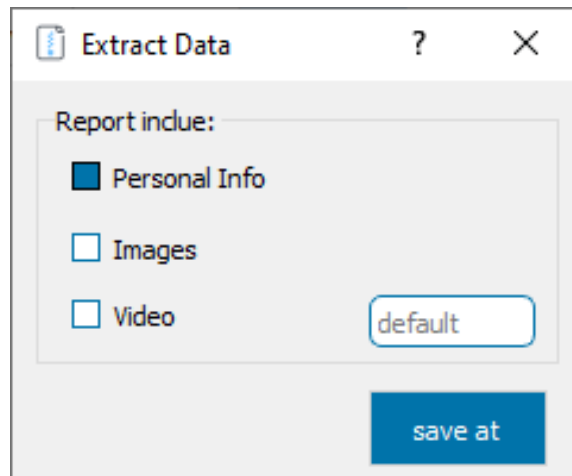 Extract Data ?
Report inclue:
Personal Info
Images
Video default
save at